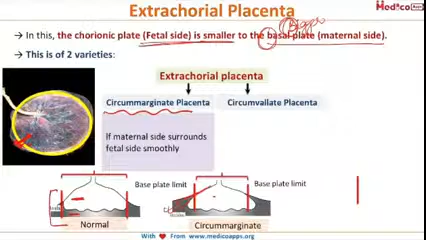 Extrachorial Placenta
Medico Apps
→ In this, the chorionic plate (Fetal side) is smaller to the basal plate (maternal side).
Bigger
→ This is of 2 varieties:
Extrachorial placenta
Circummarginate Placenta
Circumvallate Placenta
If maternal side surrounds
fetal side smoothly
Base plate limit
Base plate limit
Normal
Circummarginate
With ❤ From www.medicoapps.org